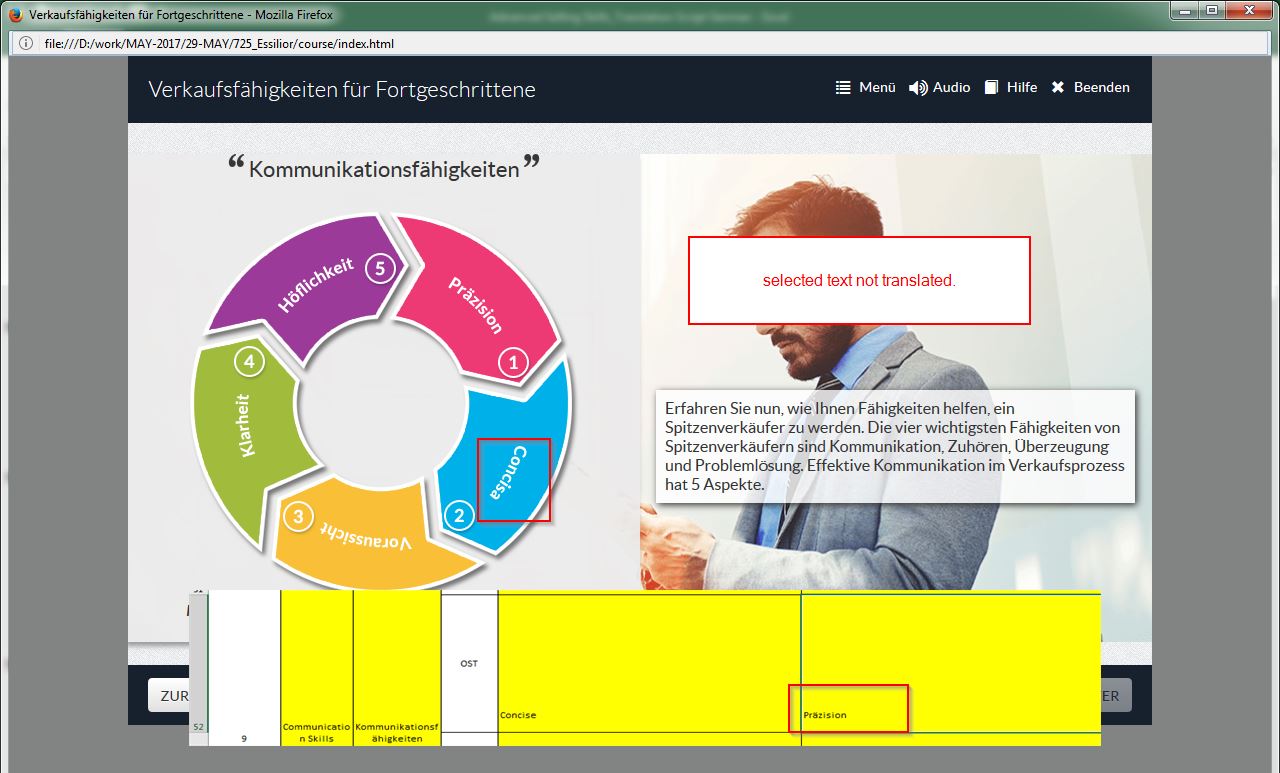 Verkaufsfähigkeiten für Fortgeschrittene - Mozilla Firefox
file:///D:/work/MAY-2017/29-MAY/725_Essilior/course/index.html
Verkaufsfähigkeiten für Fortgeschrittene
Menü Audio Hilfe Beenden
“ Kommunikationsfähigkeiten ”
Präzision 1
Concisa 2
Voraussicht 3
Klarheit 4
Höflichkeit 5
selected text not translated.
Erfahren Sie nun, wie Ihnen Fähigkeiten helfen, ein
Spitzenverkäufer zu werden. Die vier wichtigsten Fähigkeiten von
Spitzenverkäufern sind Kommunikation, Zuhören, Überzeugung
und Problemlösung. Effektive Kommunikation im Verkaufsprozess
hat 5 Aspekte.
OST
Concise
Präzision
52
9
Communicatio
n Skills
Kommunikationsf
ähigkeiten
ZUR
ER